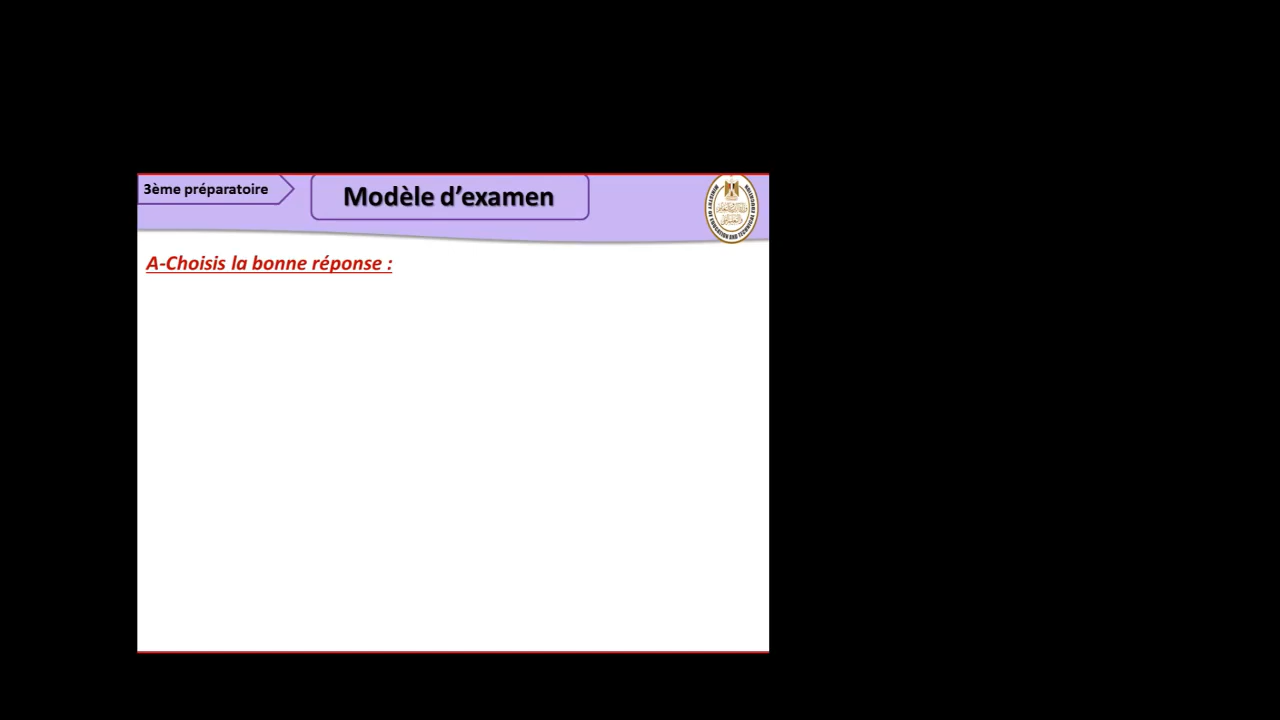 3ème préparatoire
Modèle d’examen
A-Choisis la bonne réponse :